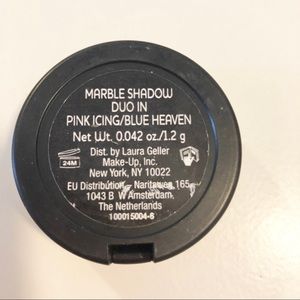 MARBLE SHADOW
DUO IN
PINK ICING/BLUE HEAVEN
Net Wt. 0.042 oz./1.2 g
Dist. by Laura Geller
Make-Up, Inc.
New York, NY 10022
24M
EU Distribution, Naritaweg 165
1043 B W Amsterdam
The Netherlands
100015004-6